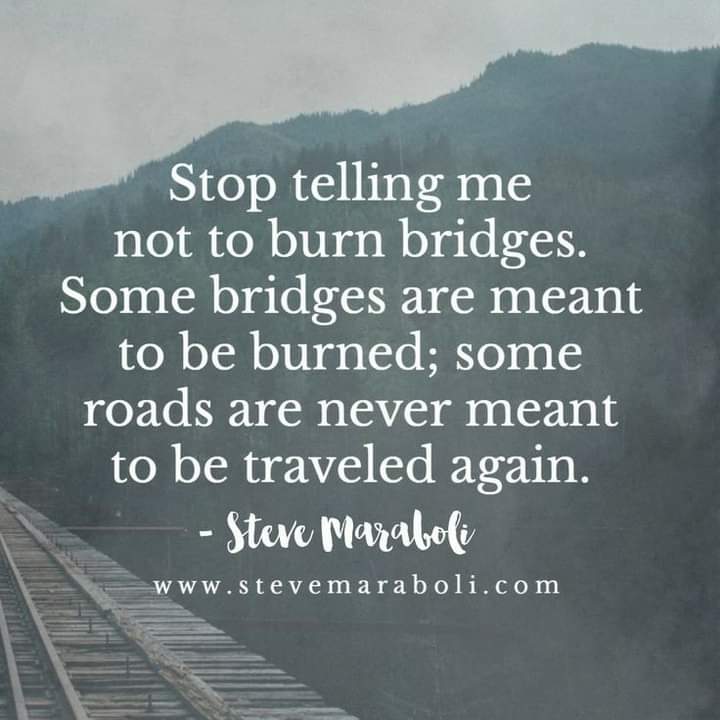 Stop telling me
not to burn bridges.
Some bridges are meant
to be burned; some
roads are never meant
to be traveled again.
- Steve Maraboli
www.stevemaraboli.com